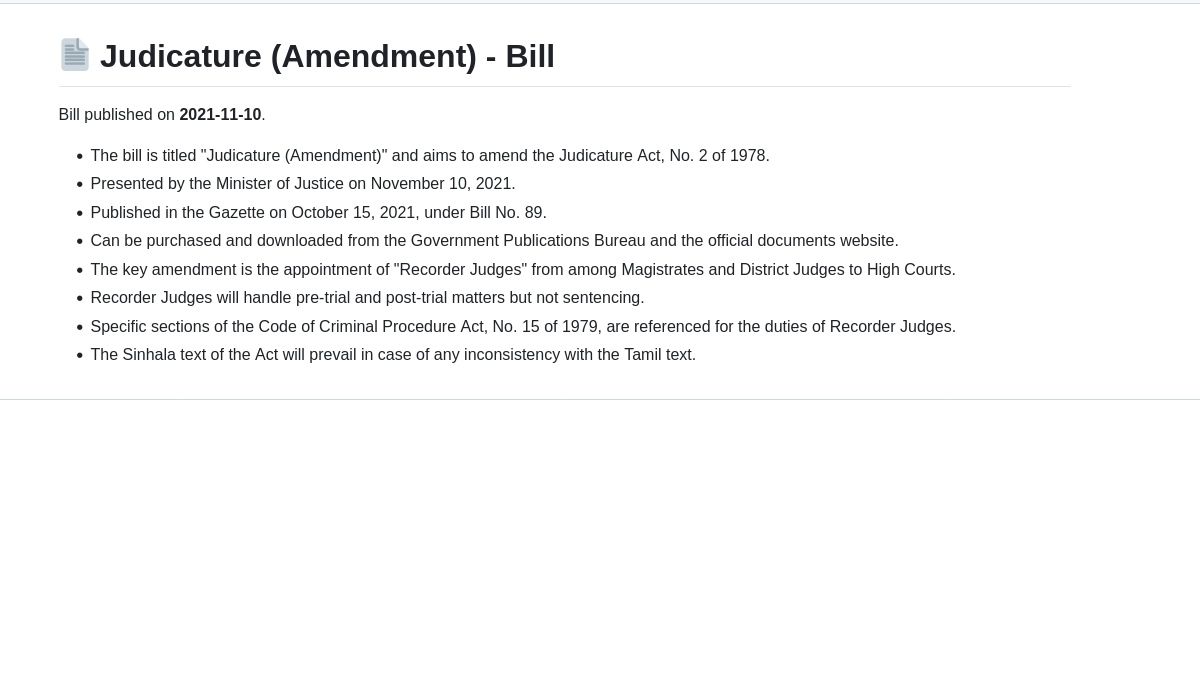 Judicature (Amendment) - Bill
Bill published on 2021-11-10.
The bill is titled "Judicature (Amendment)" and aims to amend the Judicature Act, No. 2 of 1978.
Presented by the Minister of Justice on November 10, 2021.
Published in the Gazette on October 15, 2021, under Bill No. 89.
Can be purchased and downloaded from the Government Publications Bureau and the official documents website.
The key amendment is the appointment of "Recorder Judges" from among Magistrates and District Judges to High Courts.
Recorder Judges will handle pre-trial and post-trial matters but not sentencing.
Specific sections of the Code of Criminal Procedure Act, No. 15 of 1979, are referenced for the duties of Recorder Judges.
The Sinhala text of the Act will prevail in case of any inconsistency with the Tamil text.